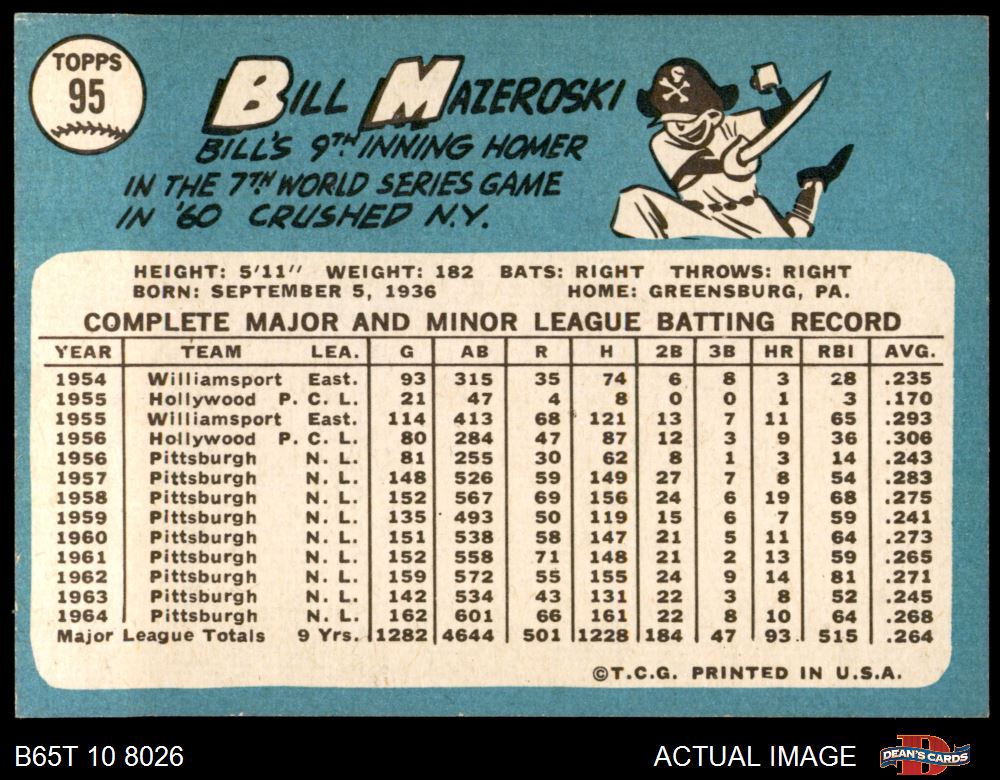 TOPPS
95
BILL MAZEROSKI
BILL'S 9TH INNING HOMER
IN THE 7TH WORLD SERIES GAME
IN '60 CRUSHED N.Y.
HEIGHT: 5'11" WEIGHT: 182 BATS: RIGHT THROWS: RIGHT
BORN: SEPTEMBER 5, 1936 HOME: GREENSBURG, PA.
COMPLETE MAJOR AND MINOR LEAGUE BATTING RECORD
YEAR TEAM LEA. G AB R H 2B 3B HR RBI AVG.
1954 Williamsport East. 93 315 35 74 6 8 3 28 .235
1955 Hollywood P. C. L. 21 47 4 8 0 0 1 3 .170
1955 Williamsport East. 114 413 68 121 13 7 11 65 .293
1956 Hollywood P. C. L. 80 284 47 87 12 3 9 36 .306
1956 Pittsburgh N. L. 81 255 30 62 8 1 3 14 .243
1957 Pittsburgh N. L. 148 526 59 149 27 7 8 54 .283
1958 Pittsburgh N. L. 152 567 69 156 24 6 19 68 .275
1959 Pittsburgh N. L. 135 493 50 119 15 6 7 59 .241
1960 Pittsburgh N. L. 151 538 58 147 21 5 11 64 .273
1961 Pittsburgh N. L. 152 558 71 148 21 2 13 59 .265
1962 Pittsburgh N. L. 159 572 55 155 24 9 14 81 .271
1963 Pittsburgh N. L. 142 534 43 131 22 3 8 52 .245
1964 Pittsburgh N. L. 162 601 66 161 22 8 10 64 .268
Major League Totals 9 Yrs. 1282 4644 501 1228 184 47 93 515 .264
©T.C.G. PRINTED IN U.S.A.
B65T 10 8026 ACTUAL IMAGE DEAN'S CARDS